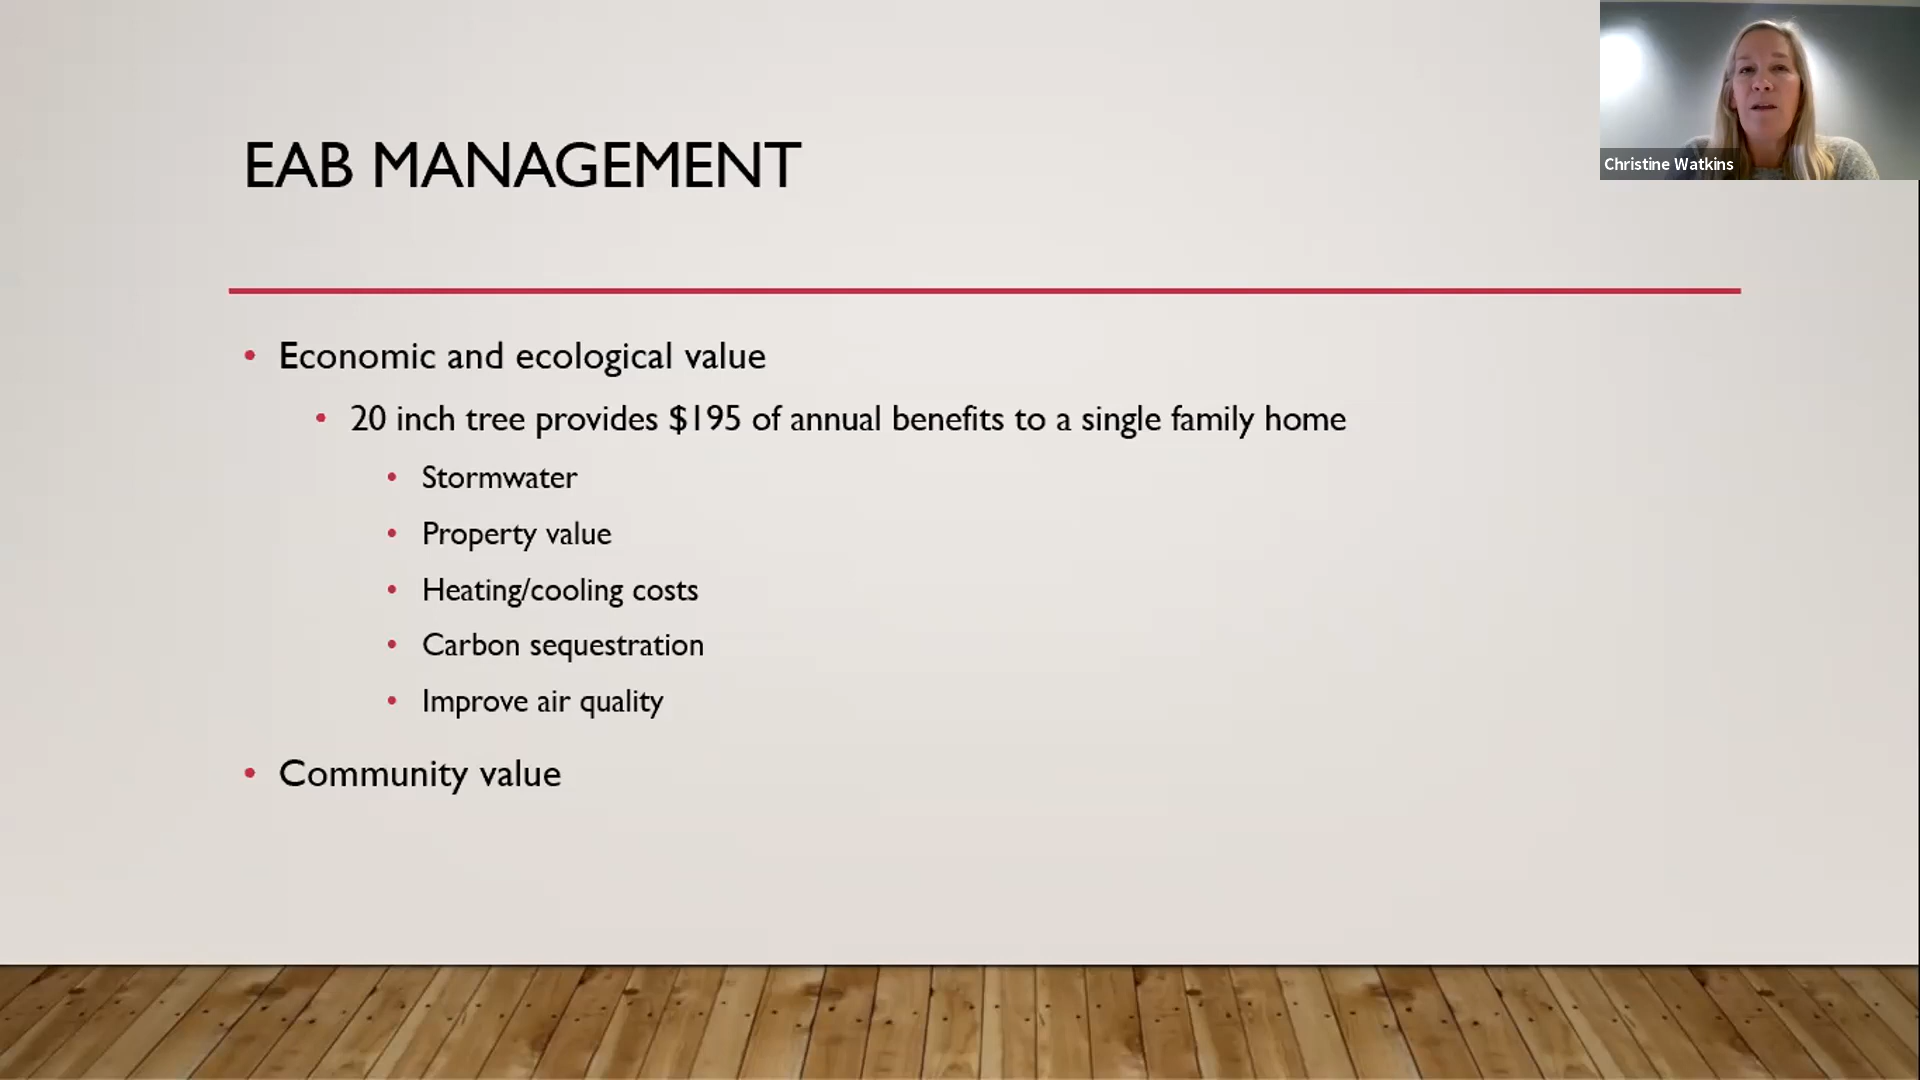 Christine Watkins
EAB MANAGEMENT
• Economic and ecological value
• 20 inch tree provides $195 of annual benefits to a single family home
• Stormwater
• Property value
• Heating/cooling costs
• Carbon sequestration
• Improve air quality
• Community value